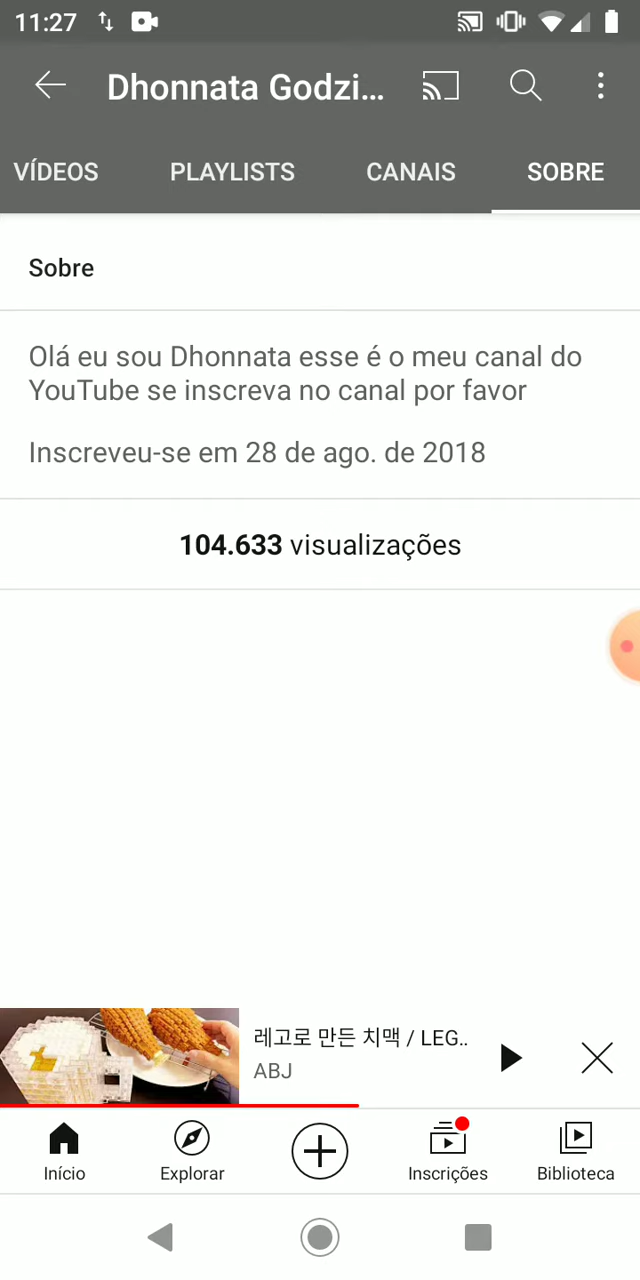 11:27
Dhonnata Godzi...
VÍDEOS PLAYLISTS CANAIS SOBRE
Sobre
Olá eu sou Dhonnata esse é o meu canal do
YouTube se inscreva no canal por favor
Inscreveu-se em 28 de ago. de 2018
104.633 visualizações
레고로 만든 치맥 / LEG..
ABJ
Início Explorar Inscrições Biblioteca